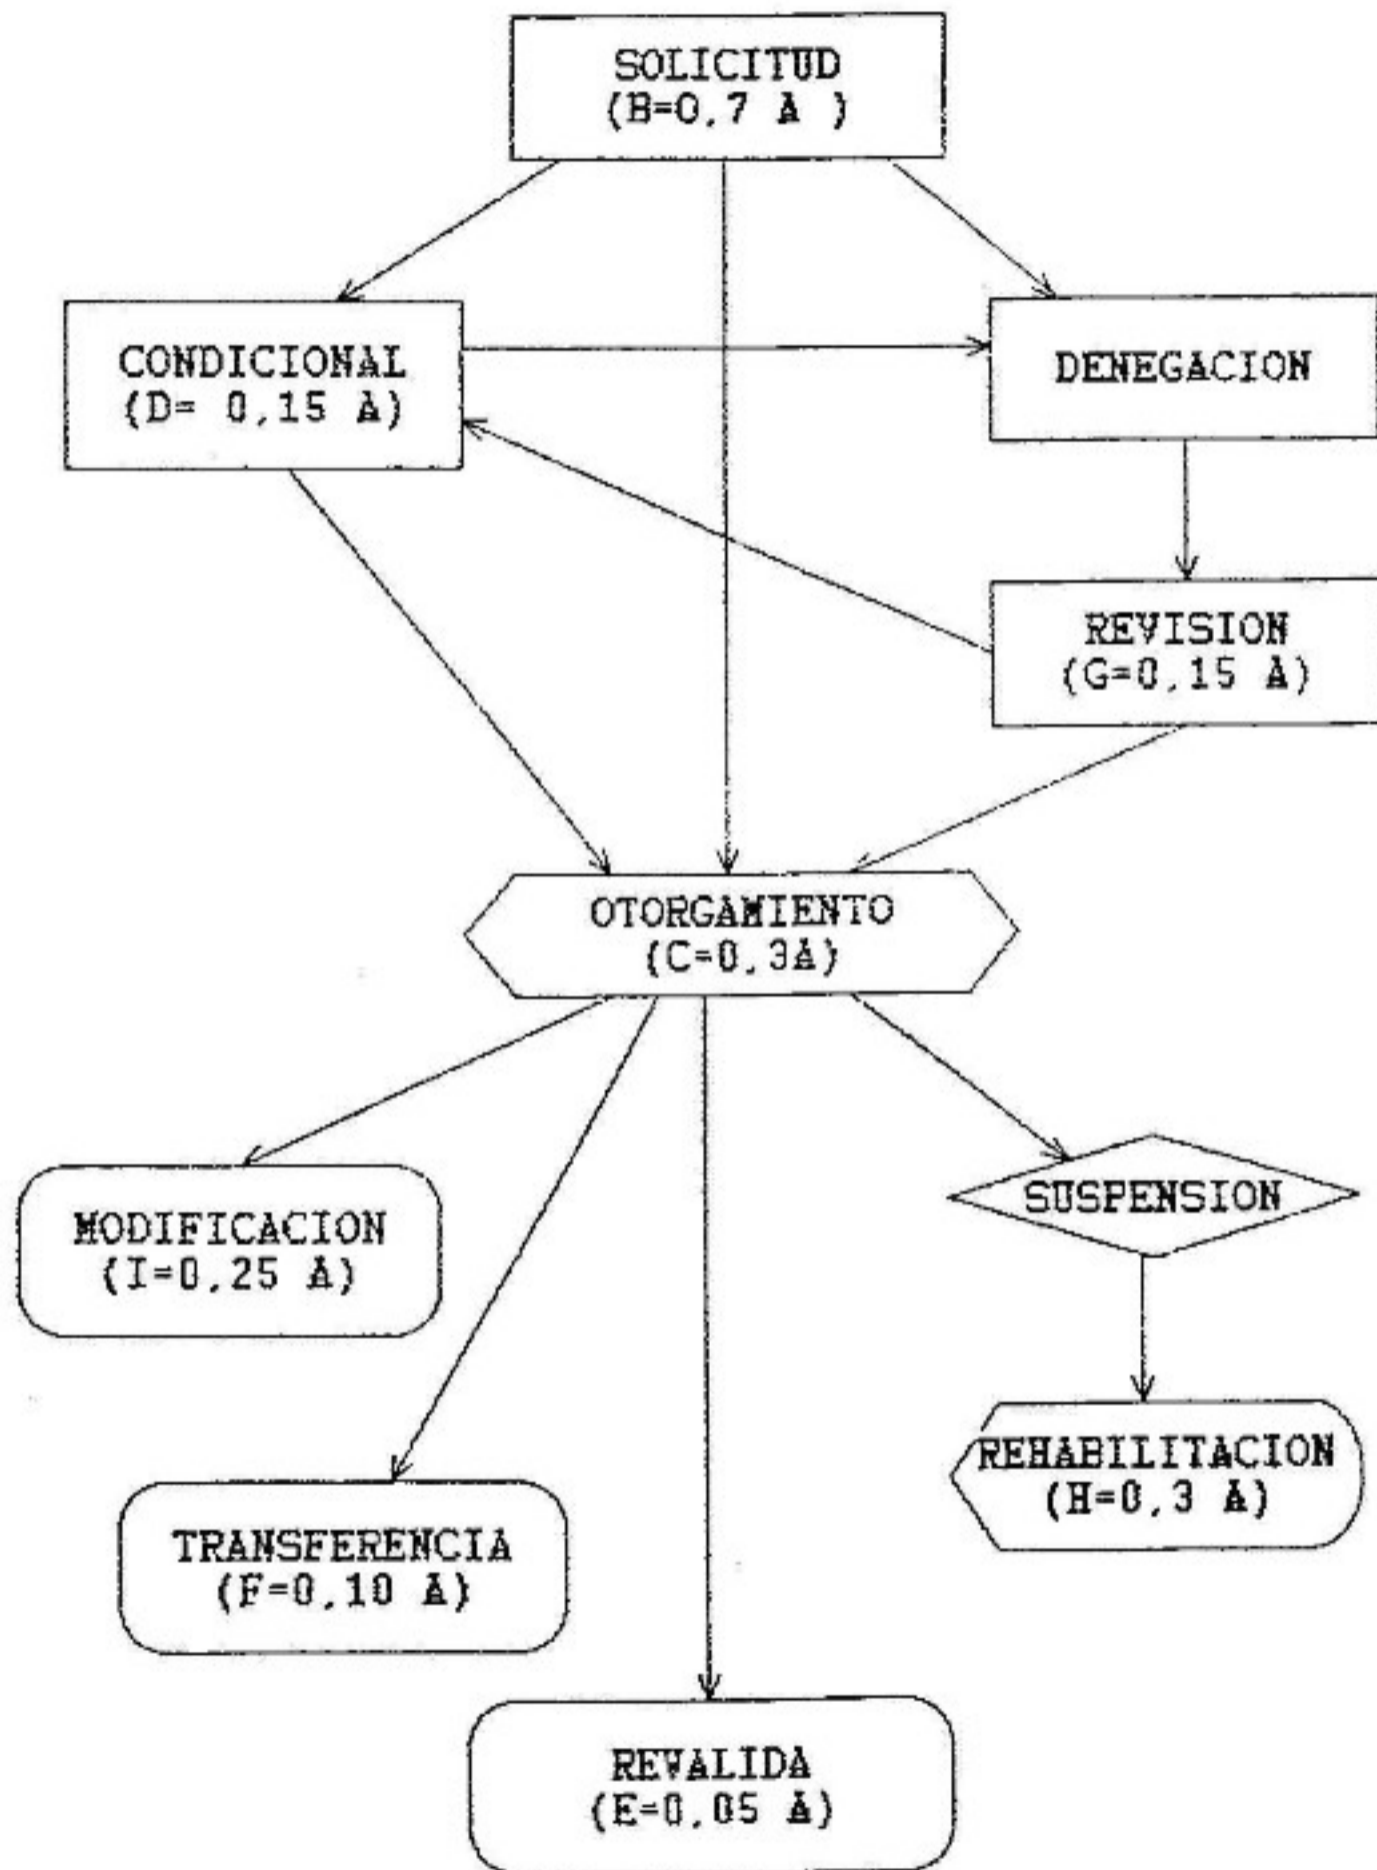 SOLICITUD
(B=0,7 A )
CONDICIONAL
(D= 0,15 A)
DENEGACION
REVISION
(G=0,15 A)
OTORGAMIENTO
(C=0,3A)
MODIFICACION
(I=0,25 A)
SUSPENSION
REHABILITACION
(H=0,3 A)
TRANSFERENCIA
(F=0,10 A)
REVALIDA
(E=0,05 A)